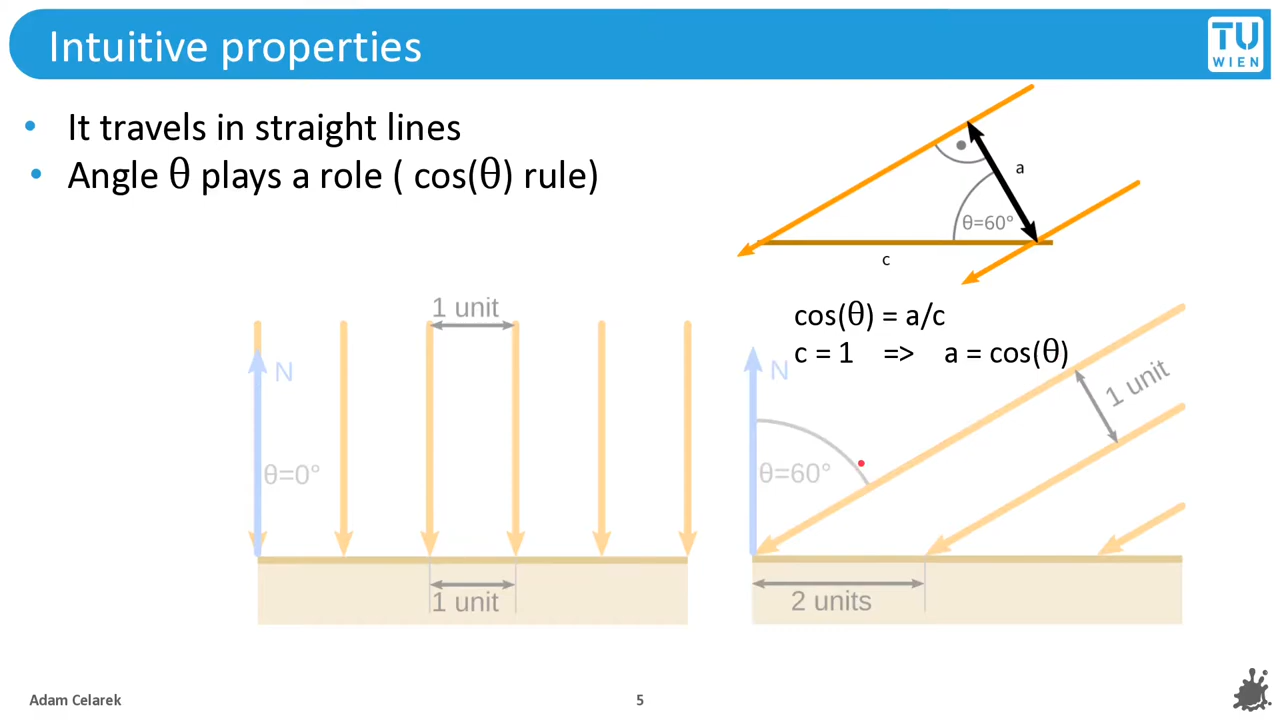 Intuitive properties
TU
WIEN
• It travels in straight lines
• Angle θ plays a role ( cos(θ) rule)
a
θ=60°
c
cos(θ) = a/c
c = 1 => a = cos(θ)
1 unit
N
θ=0°
1 unit
N
θ=60°
1 unit
2 units
Adam Celarek
5